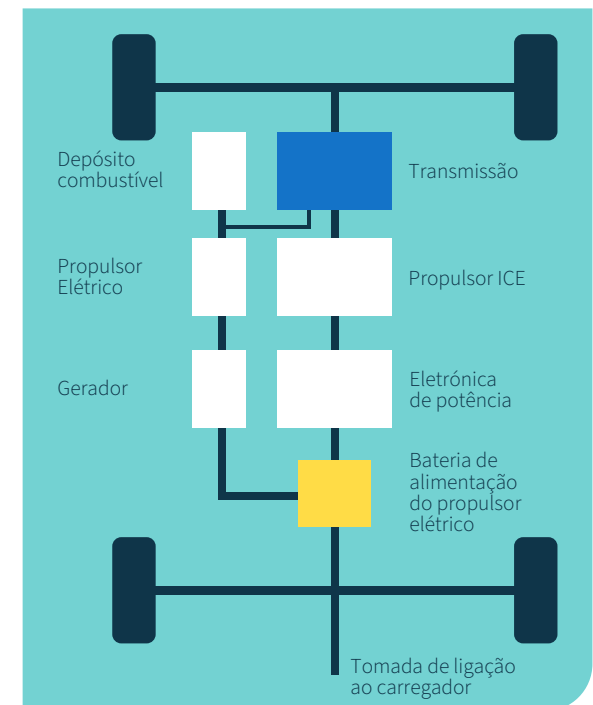 Depósito
combustível
Transmissão
Propulsor
Elétrico
Propulsor ICE
Gerador
Eletrónica
de potência
Bateria de
alimentação
do propulsor
elétrico
Tomada de ligação
ao carregador